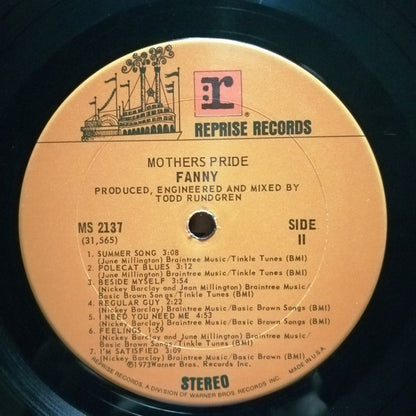 r®
REPRISE RECORDS
MOTHERS PRIDE
FANNY
PRODUCED, ENGINEERED AND MIXED BY
TODD RUNDGREN
MS 2137
(31,565)
SIDE
II
1. SUMMER SONG 3:08
(June Millington) Braintree Music/Tinkle Tunes (BMI)
2. POLECAT BLUES 3:12
(June Millington) Braintree Music/Tinkle Tunes (BMI)
3. BESIDE MYSELF 3:54
(Nickey Barclay and Jean Millington) Braintree Music/
Basic Brown Songs/Tinkle Tunes (BMI)
4. REGULAR GUY 2:22
(Nickey Barclay) Braintree Music/Basic Brown Songs (BMI)
5. I NEED YOU NEED ME 4:53
(Nickey Barclay) Braintree Music/Basic Brown Songs (BMI)
6. FEELINGS 1:59
(Nickey Barclay and June Millington) Braintree Music/
Basic Brown Songs/Tinkle Tunes (BMI)
7. I'M SATISFIED 3:09
(Nickey Barclay) Braintree Music/Basic Brown Songs (BMI)
©1973 Warner Bros. Records Inc.
STEREO
REPRISE RECORDS, A DIVISION OF WARNER BROS. RECORDS INC. MADE IN U.S.A.